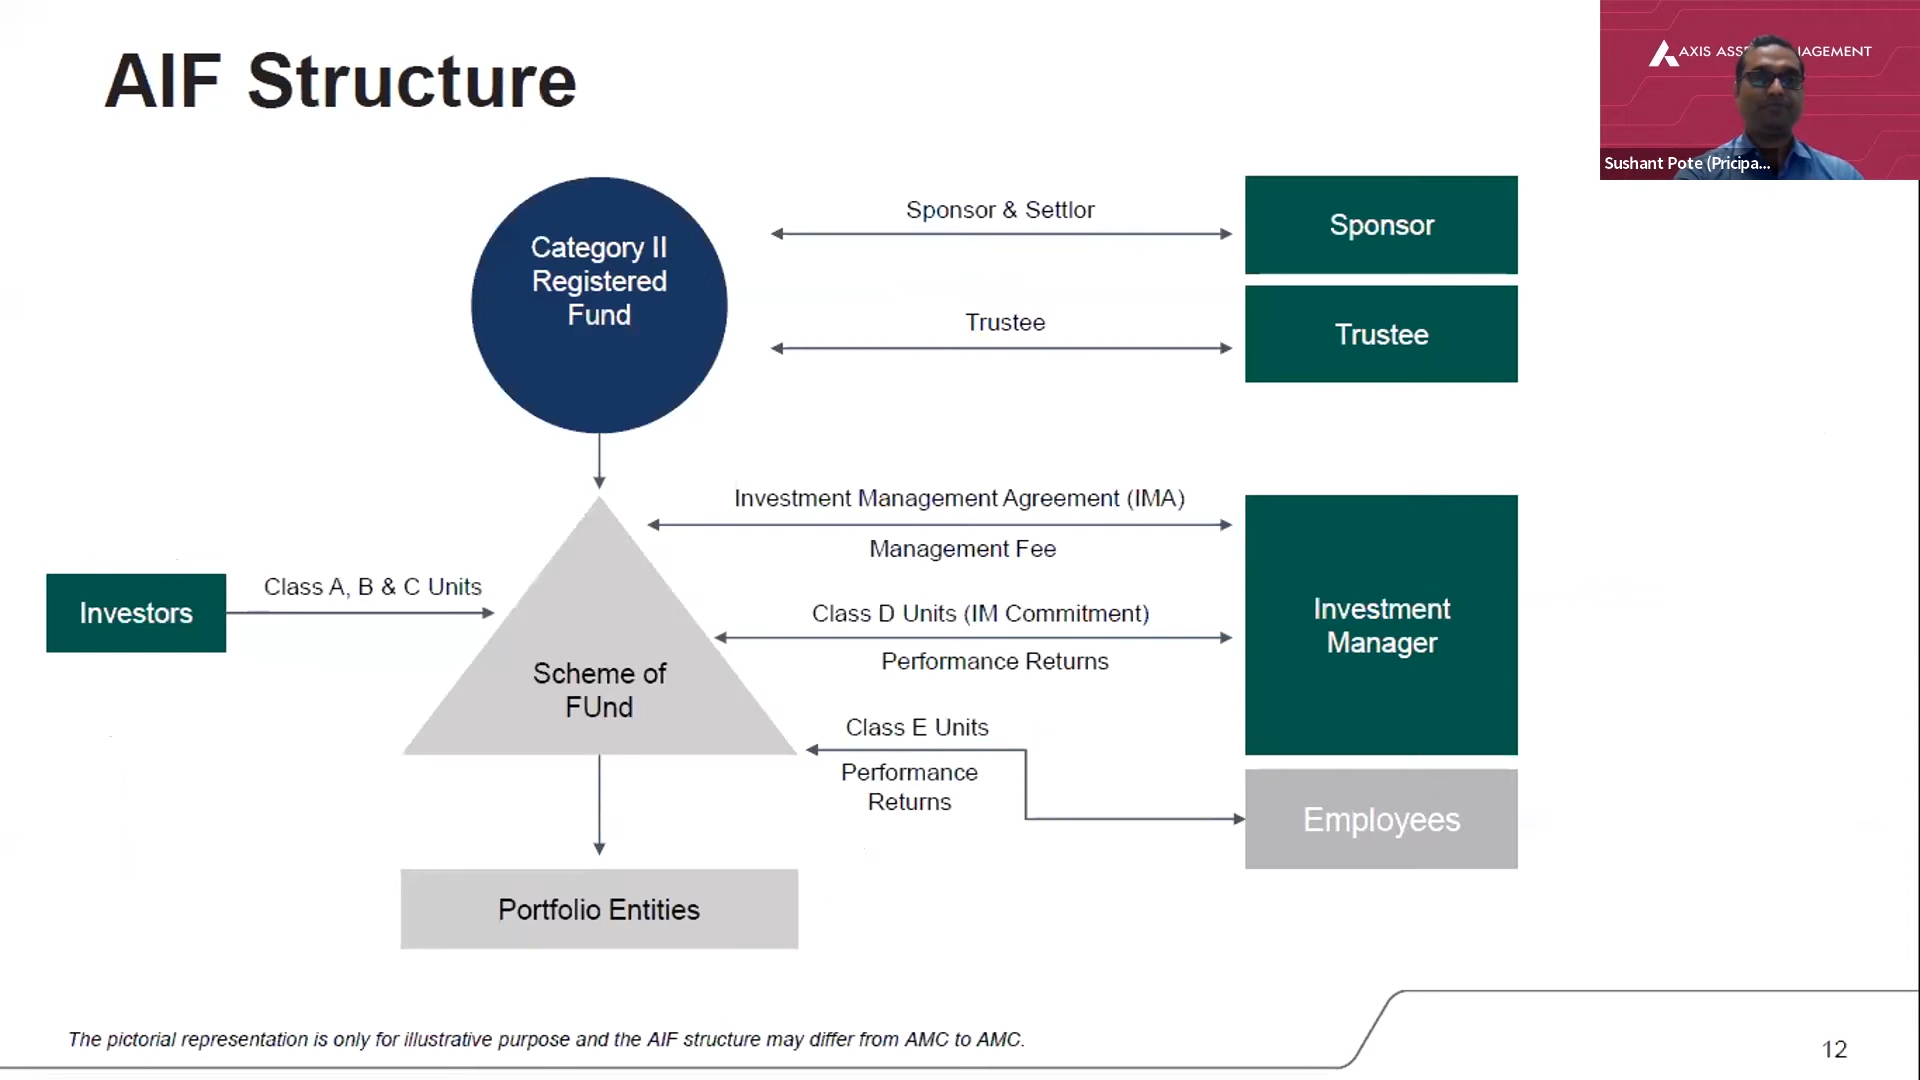 AIF Structure
AXIS ASSE
AGEMENT
Sushant Pote (Pricipa...
Category II
Registered
Fund
Sponsor & Settlor
Sponsor
Trustee
Trustee
Investment Management Agreement (IMA)
Management Fee
Investors
Class A, B & C Units
Class D Units (IM Commitment)
Performance Returns
Investment
Manager
Scheme of
FUnd
Class E Units
Performance
Returns
Employees
Portfolio Entities
The pictorial representation is only for illustrative purpose and the AIF structure may differ from AMC to AMC.
12